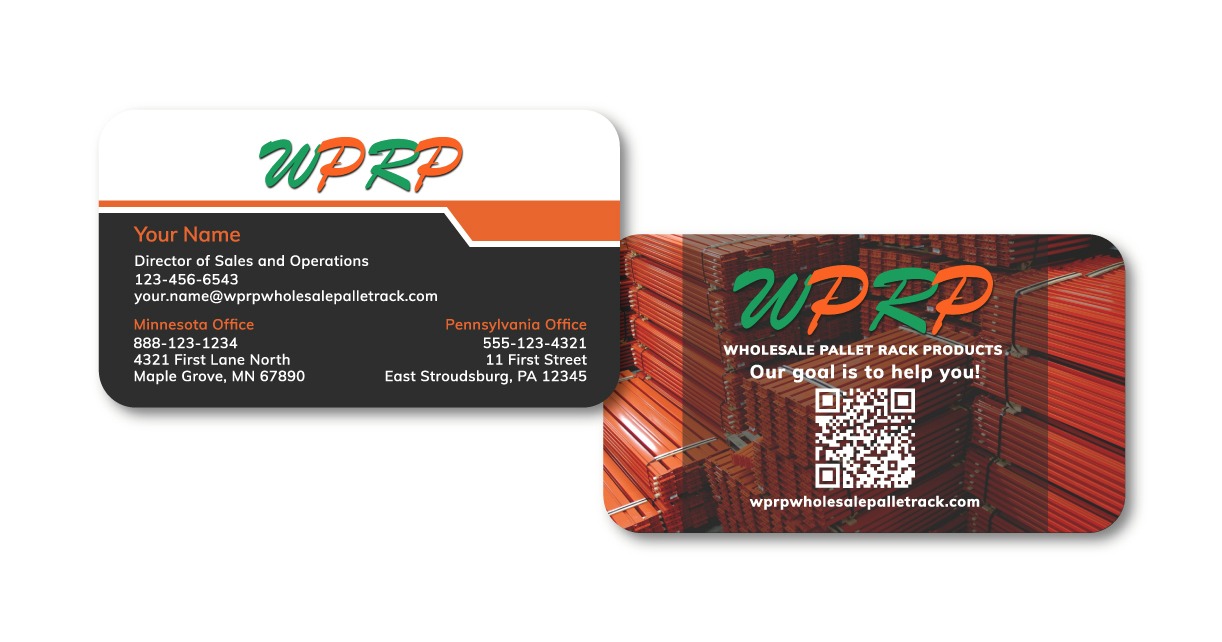 WPRP
Your Name
Director of Sales and Operations
123-456-6543
your.name@wprpwholesalepalletrack.com
Minnesota Office
888-123-1234
4321 First Lane North
Maple Grove, MN 67890
Pennsylvania Office
555-123-4321
11 First Street
East Stroudsburg, PA 12345
WPRP
WHOLESALE PALLET RACK PRODUCTS
Our goal is to help you!
wprpwholesalepalletrack.com